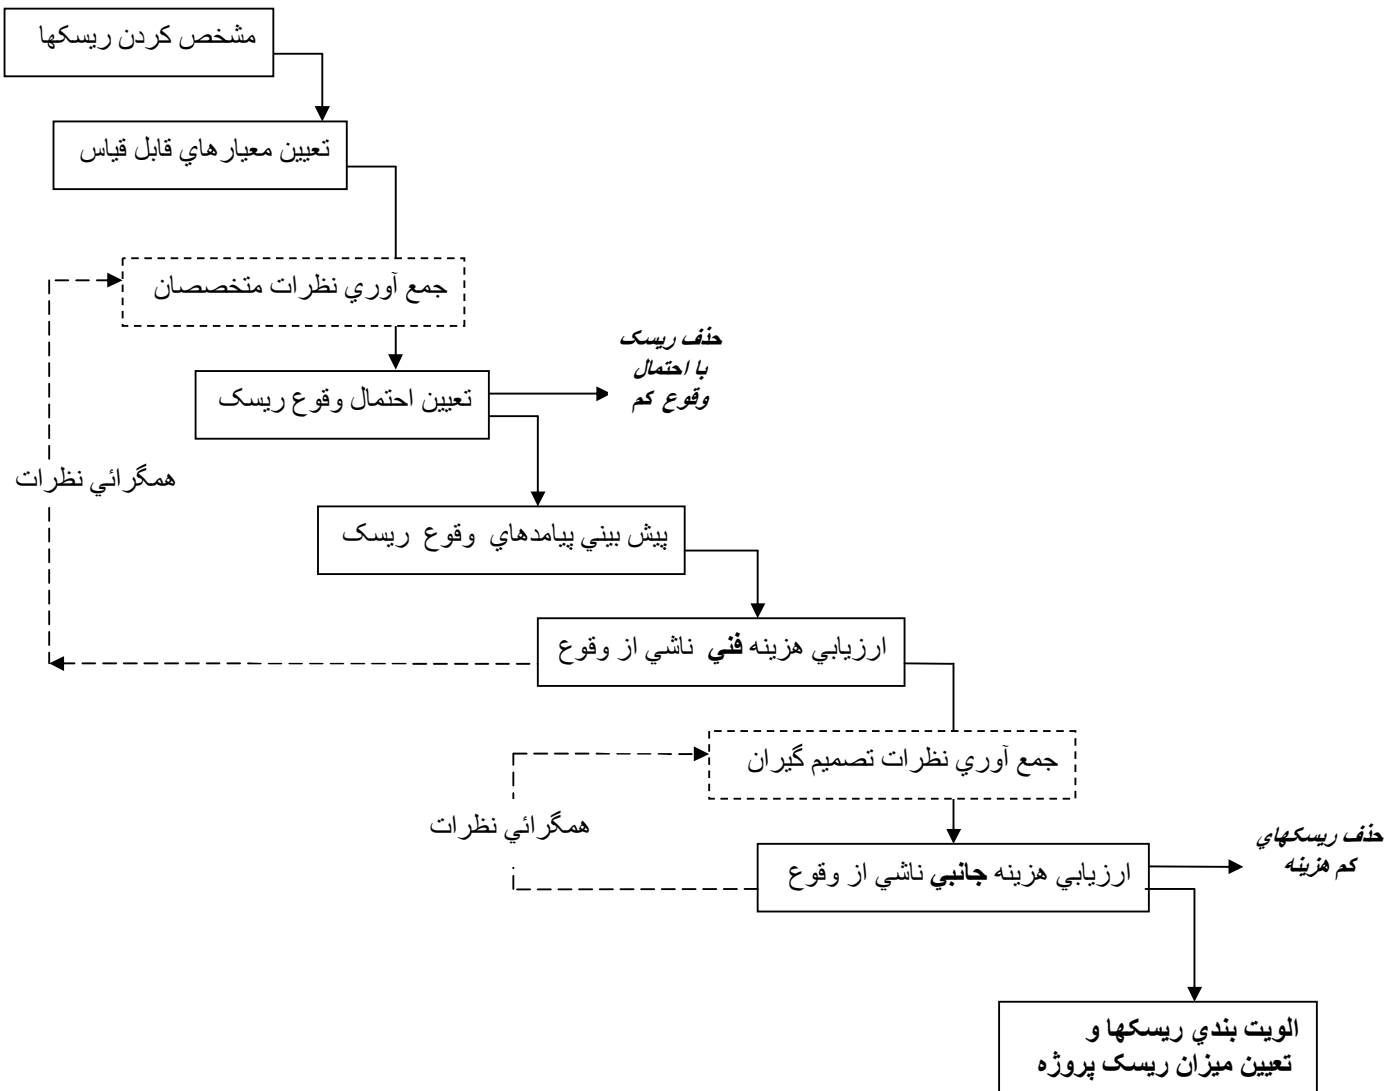 مشخص كردن ريسكها
تعيين معيارهاي قابل قياس
جمع آوري نظرات متخصصان
حذف ريسک
با احتمال
وقوع کم
تعيين احتمال وقوع ريسک
همگرائي نظرات
پيش بيني پيامدهاي وقوع ريسک
ارزيابي هزينه فني ناشي از وقوع
جمع آوري نظرات تصميم گيران
همگرائي نظرات
حذف ريسکهاي
کم هزينه
ارزيابي هزينه جانبي ناشي از وقوع
الويت بندي ريسکها و
تعيين ميزان ريسک پروژه